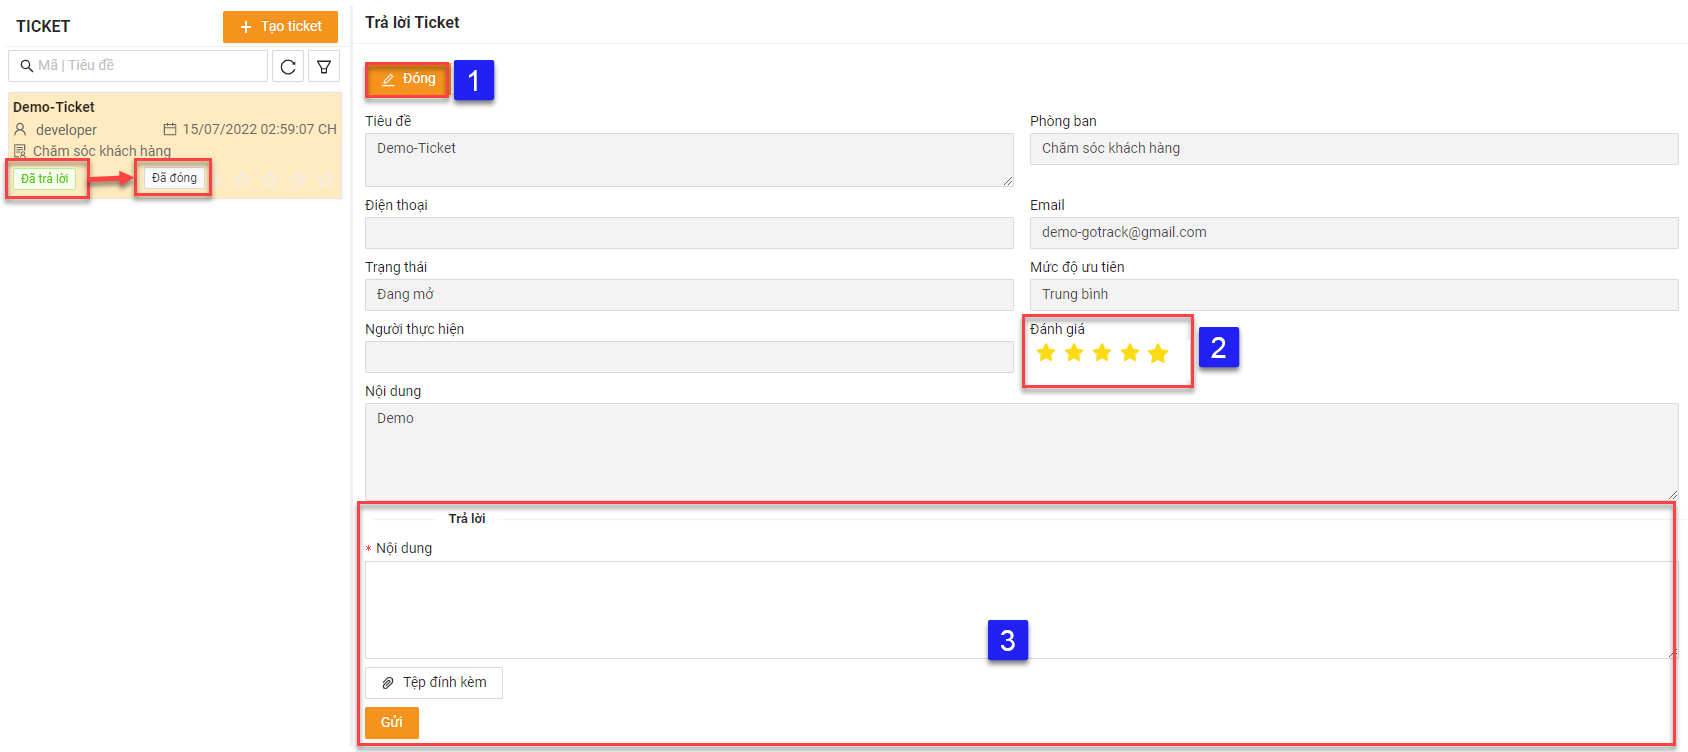 TICKET
+ Tạo ticket
Mã | Tiêu đề
Demo-Ticket
developer
15/07/2022 02:59:07 CH
Chăm sóc khách hàng
Đã trả lời
Đã đóng
Trả lời Ticket
Đóng
1
Tiêu đề
Phòng ban
Demo-Ticket
Chăm sóc khách hàng
Điện thoại
Email
demo-gotrack@gmail.com
Trạng thái
Mức độ ưu tiên
Đang mở
Trung bình
Người thực hiện
Đánh giá
2
Nội dung
Demo
Trả lời
* Nội dung
3
Tệp đính kèm
Gửi